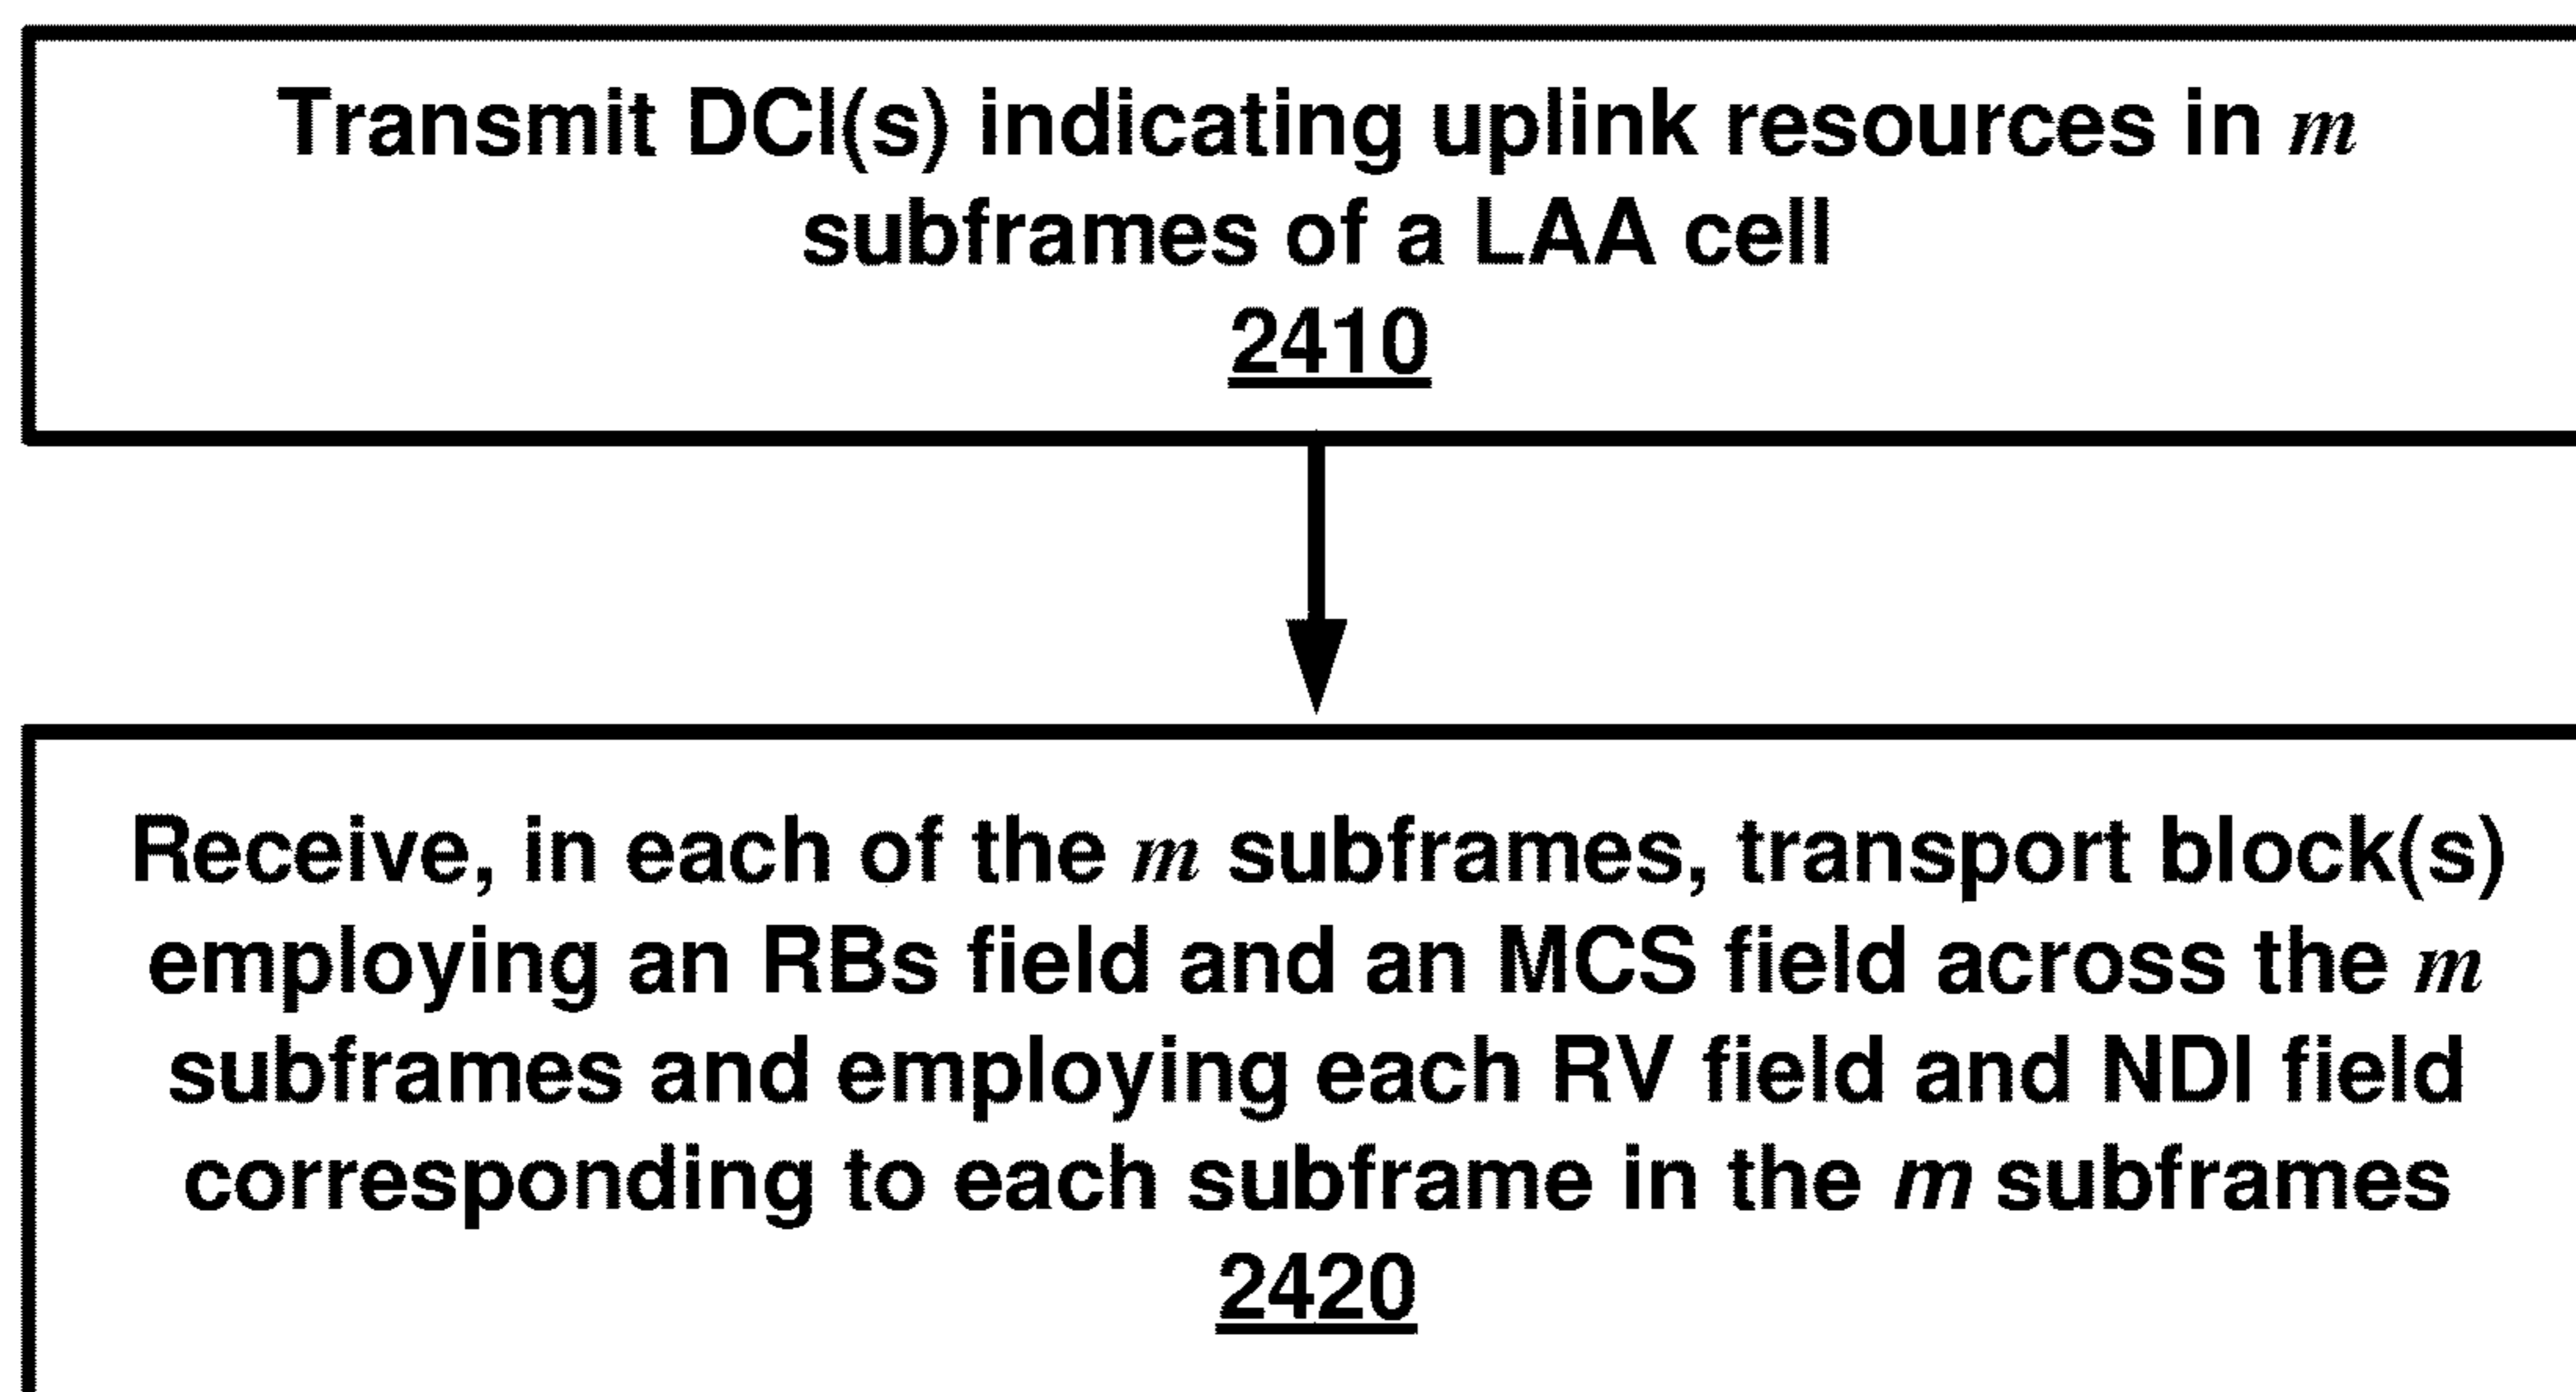 Transmit DCI(s) indicating uplink resources in m
subframes of a LAA cell
2410
Receive, in each of the m subframes, transport block(s)
employing an RBs field and an MCS field across the m
subframes and employing each RV field and NDI field
corresponding to each subframe in the m subframes
2420